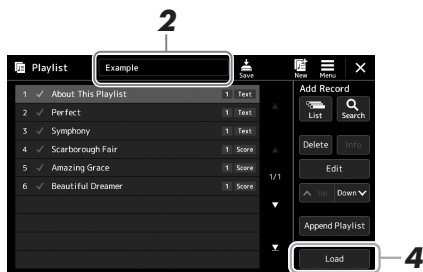 2
Playlist
Example
Save
New
Menu
Add Record
1 About This Playlist 1 Text
2 Perfect 1 Text
3 Symphony 1 Text
4 Scarborough Fair 1 Score
5 Amazing Grace 1 Score
6 Beautiful Dreamer 1 Score
1/1
List
Search
Delete
Info
Edit
Up
Down
Append Playlist
Load
4